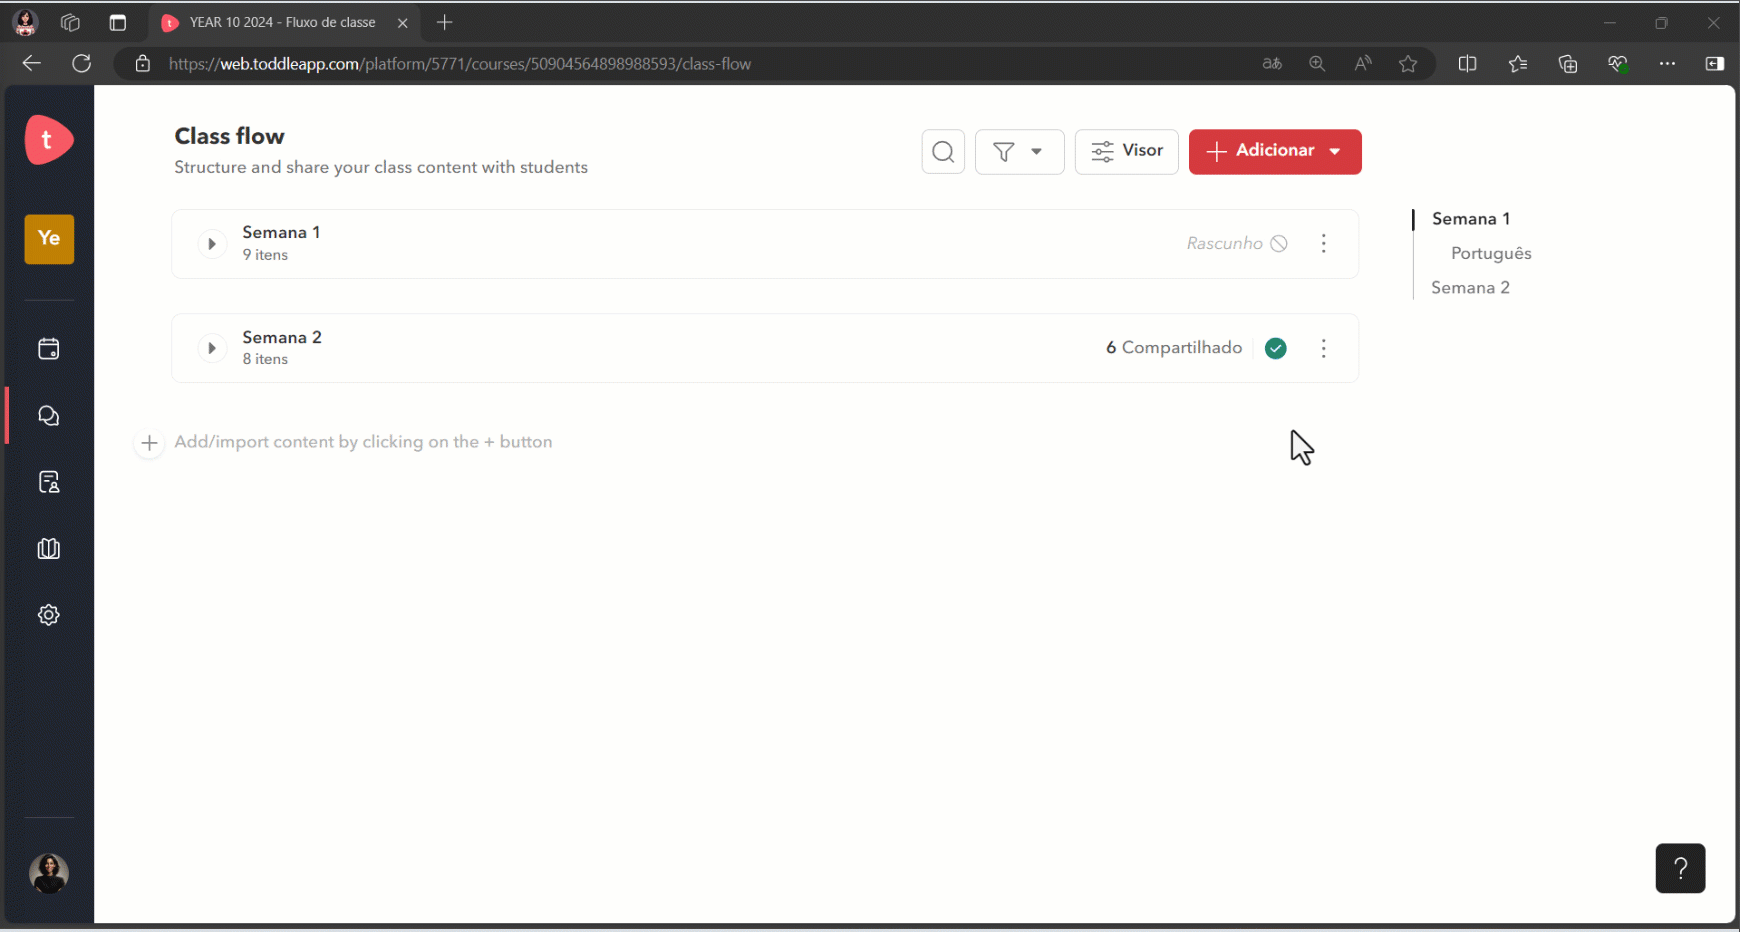 YEAR 10 2024 - Fluxo de classe
https://web.toddleapp.com/platform/5771/courses/50904564898988593/class-flow
aあ
t
Class flow
Structure and share your class content with students
Visor
Adicionar
Ye
Semana 1
9 itens
Rascunho
Semana 2
8 itens
6 Compartilhado
Add/import content by clicking on the + button
Semana 1
Português
Semana 2
?